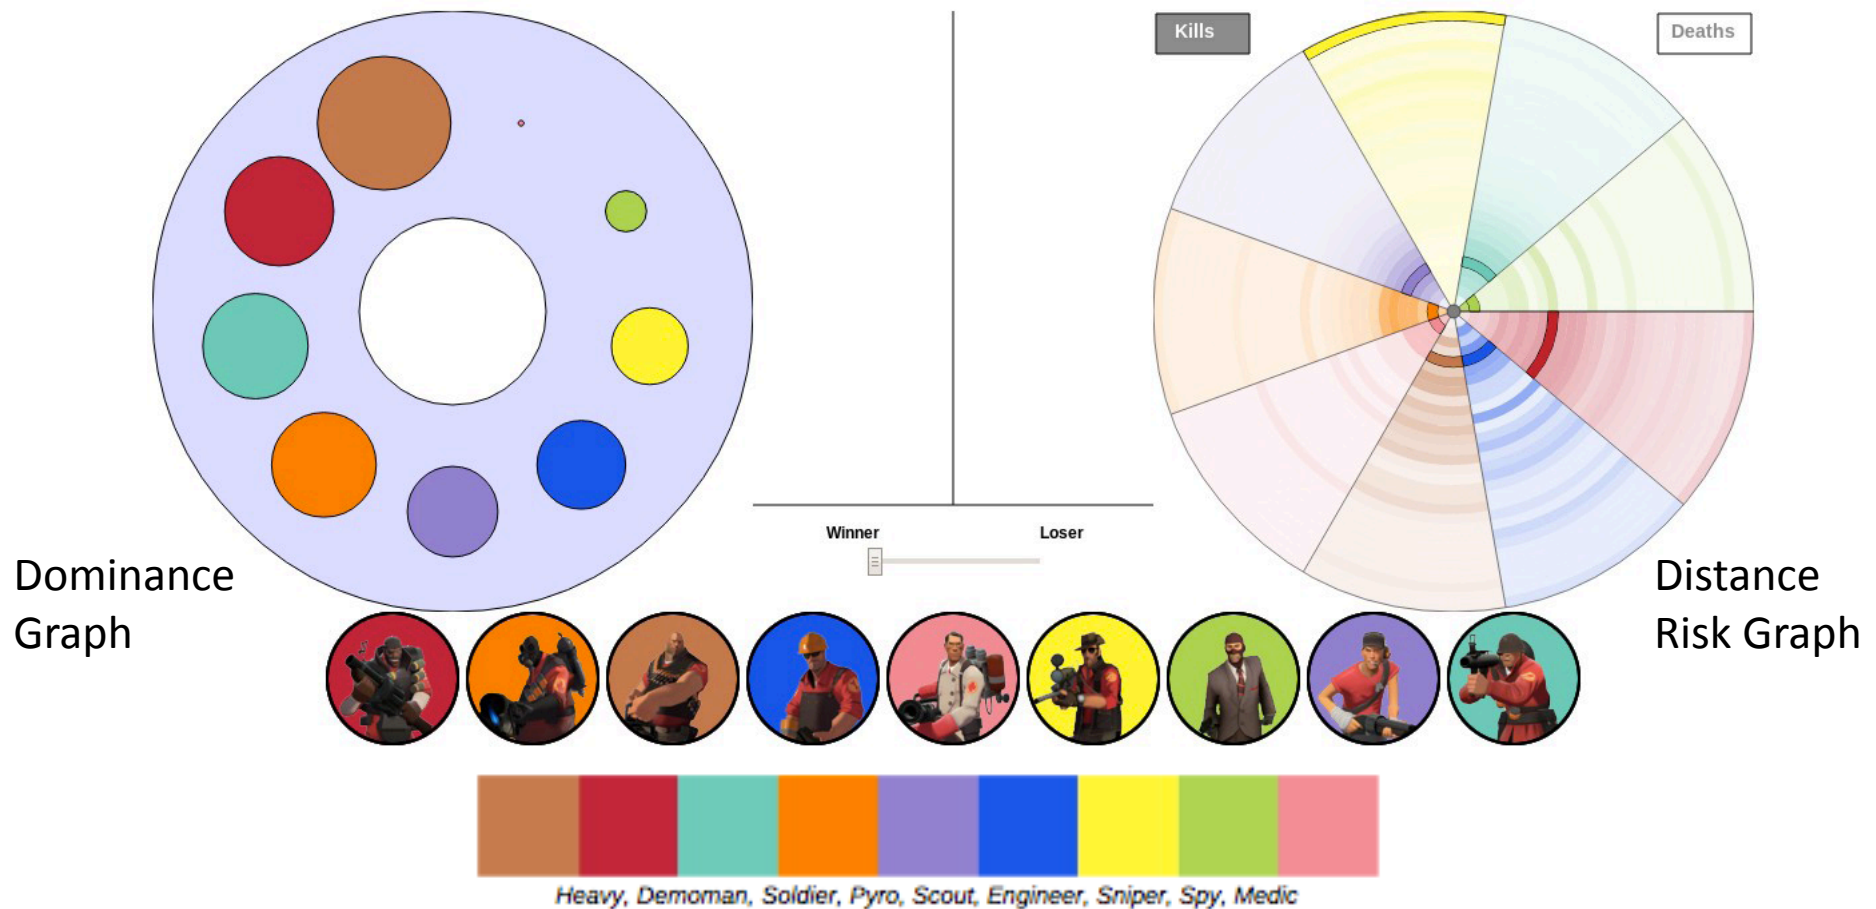 Kills
Deaths
Winner
Loser
Dominance
Graph
Distance
Risk Graph
Heavy, Demoman, Soldier, Pyro, Scout, Engineer, Sniper, Spy, Medic